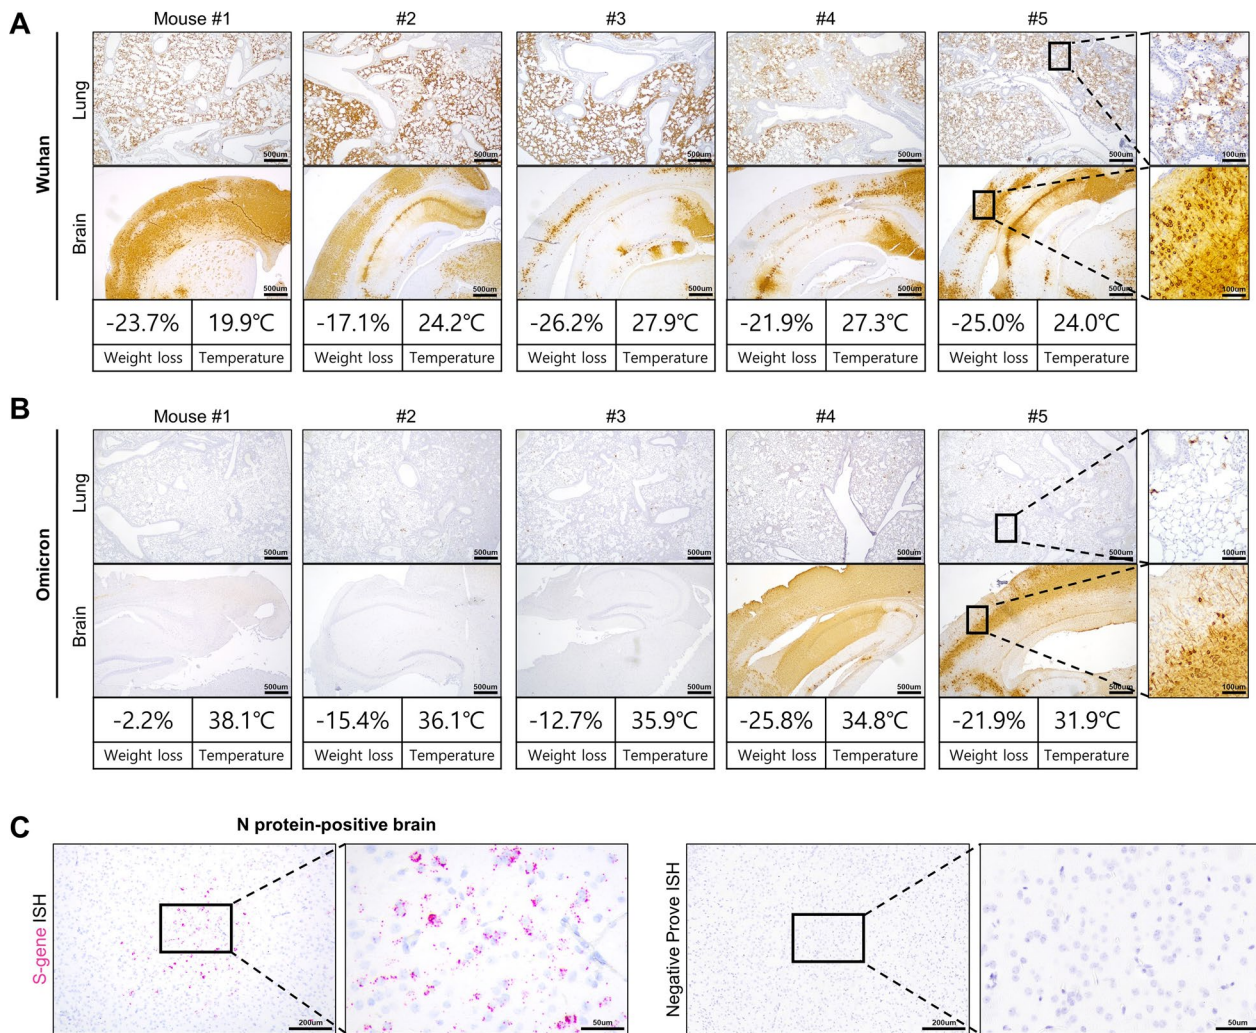 A
Mouse #1 #2 #3 #4 #5
Wuhan
Lung
500um 500um 500um 500um 500um 100um
Brain
500um 500um 500um 500um 500um 100um
-23.7% 19.9℃ -17.1% 24.2℃ -26.2% 27.9℃ -21.9% 27.3℃ -25.0% 24.0℃
Weight loss Temperature Weight loss Temperature Weight loss Temperature Weight loss Temperature Weight loss Temperature
B
Mouse #1 #2 #3 #4 #5
Omicron
Lung
500um 500um 500um 500um 500um 100um
Brain
500um 500um 500um 500um 500um 100um
-2.2% 38.1℃ -15.4% 36.1℃ -12.7% 35.9℃ -25.8% 34.8℃ -21.9% 31.9℃
Weight loss Temperature Weight loss Temperature Weight loss Temperature Weight loss Temperature Weight loss Temperature
C
N protein-positive brain
S-gene ISH
200um 50um
Negative Prove ISH
200um 50um